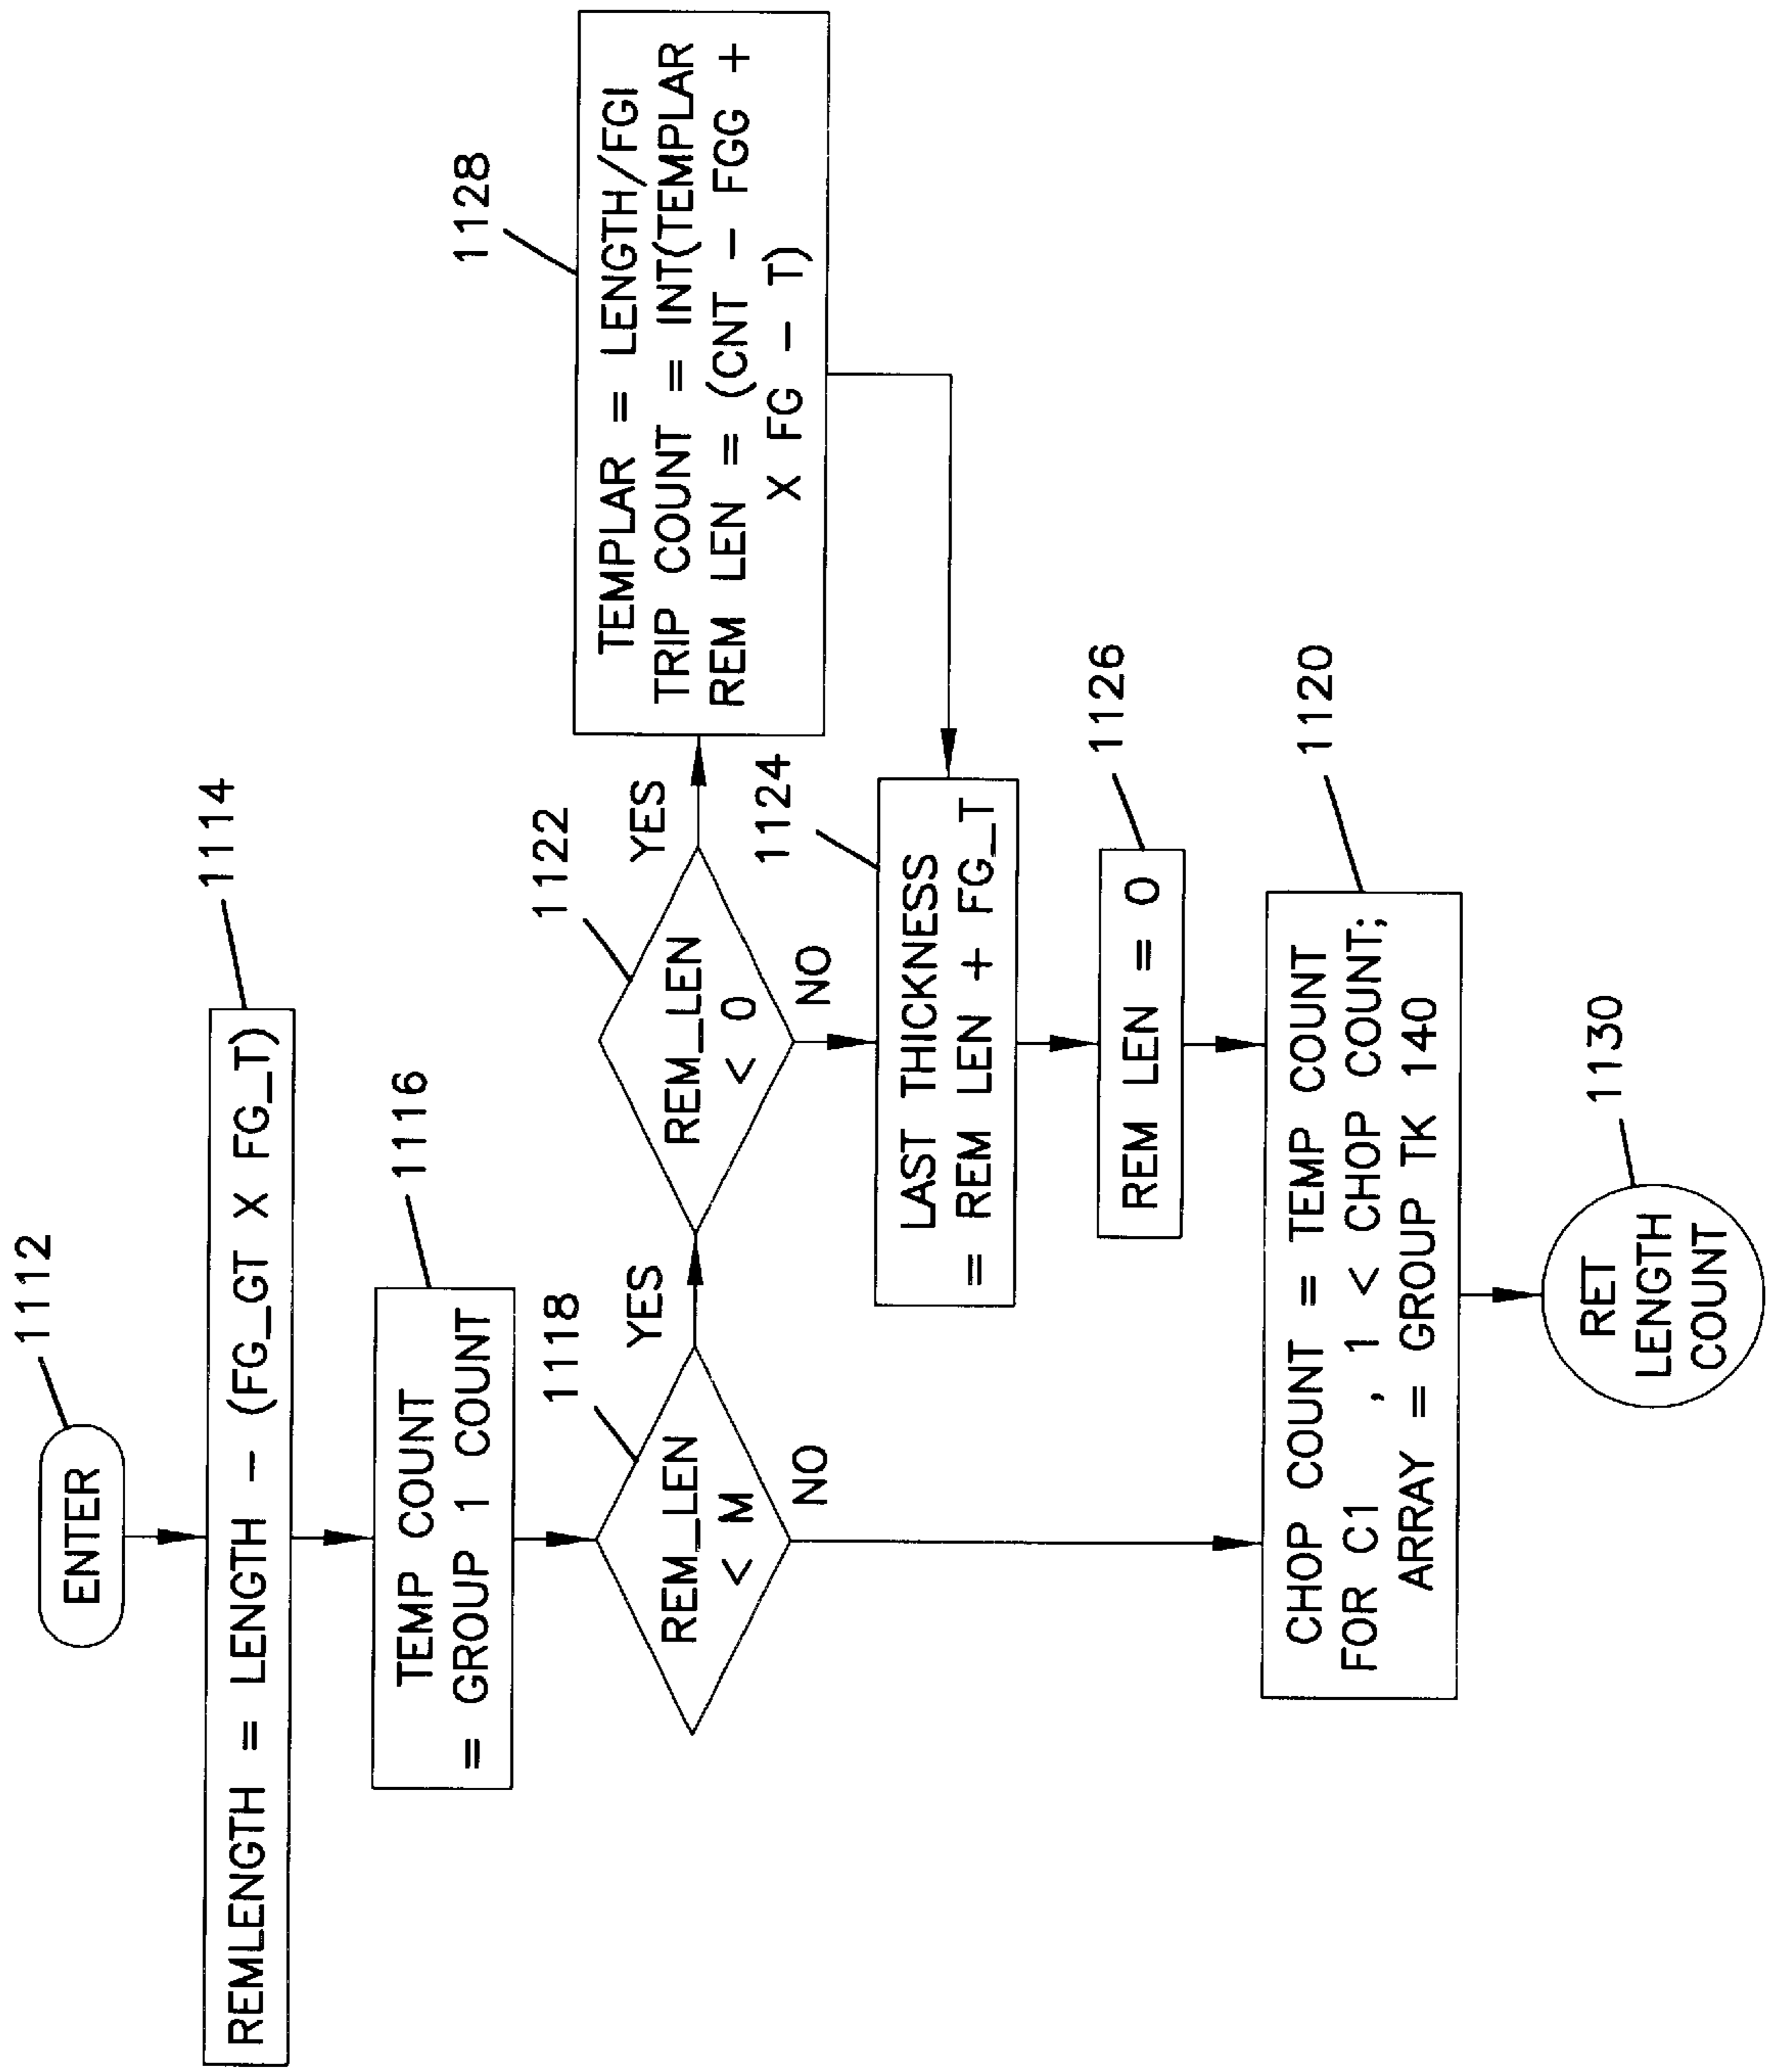 1112
ENTER
1114
REMLENGTH = LENGTH - (FG_GT X FG_T)
1116
TEMP COUNT
= GROUP 1 COUNT
1118
REM_LEN
< M
YES
NO
1122
REM_LEN
< 0
YES
NO
1128
TEMPLAR = LENGTH/FGI
TRIP COUNT = INT(TEMPLAR
REM LEN = (CNT - FGG +
X FG - T)
1124
LAST THICKNESS
= REM LEN + FG_T
1126
REM LEN = 0
1120
CHOP COUNT = TEMP COUNT
FOR C1 , 1 < CHOP COUNT;
ARRAY = GROUP TK 140
1130
RET
LENGTH
COUNT